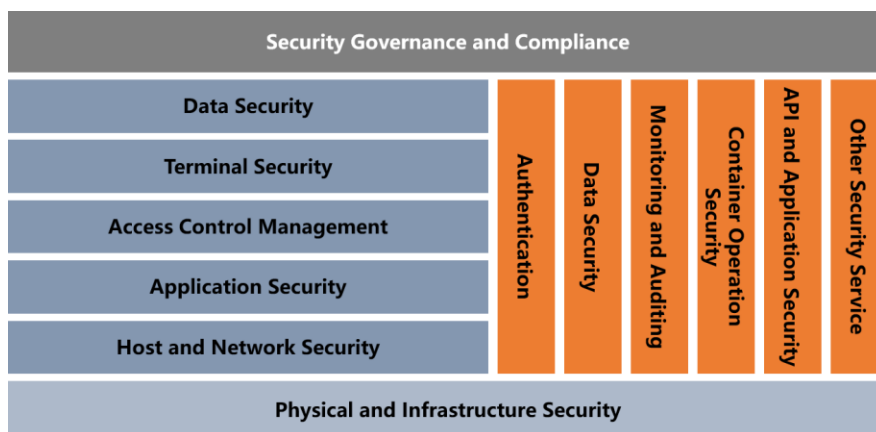 Security Governance and Compliance
Data Security
Terminal Security
Access Control Management
Application Security
Host and Network Security
Authentication
Data Security
Monitoring and Auditing
Container Operation
Security
API and Application Security
Other Security Service
Physical and Infrastructure Security